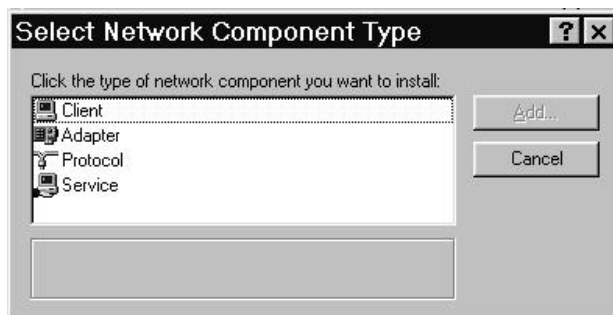 Select Network Component Type
Click the type of network component you want to install:
Client
Adapter
Protocol
Service
Add...
Cancel